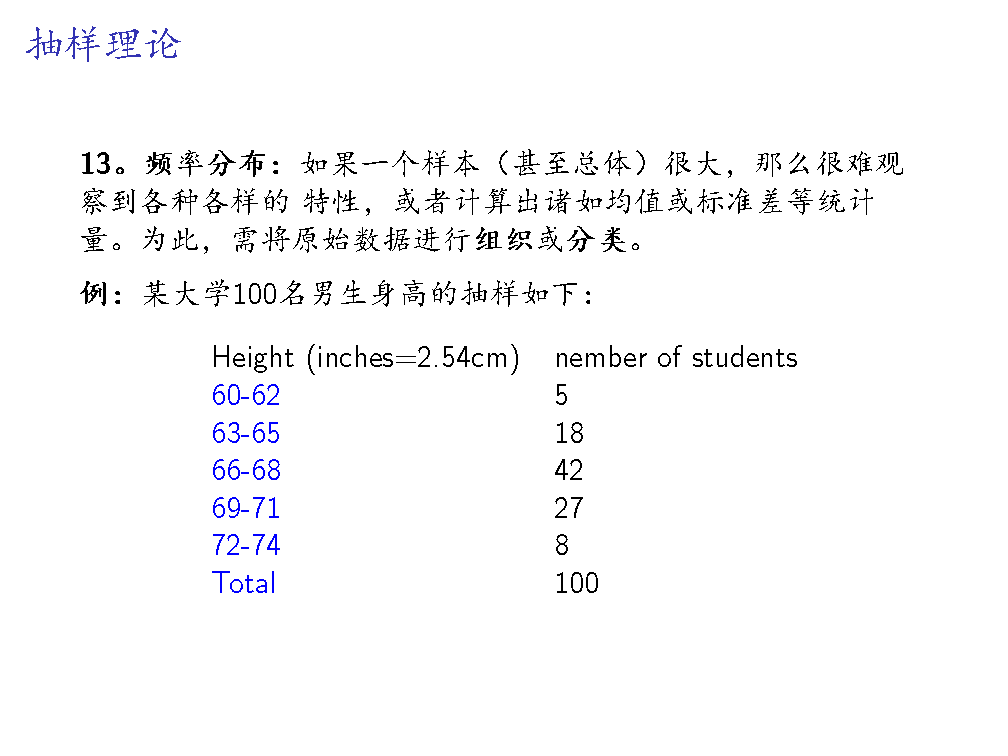 抽样理论
13。频率分布：如果一个样本（甚至总体）很大，那么很难观
察到各种各样的 特性，或者计算出诸如均值或标准差等统计
量。为此，需将原始数据进行组织或分类。
例：某大学100名男生身高的抽样如下：
Height (inches=2.54cm) nember of students
60-62 5
63-65 18
66-68 42
69-71 27
72-74 8
Total 100